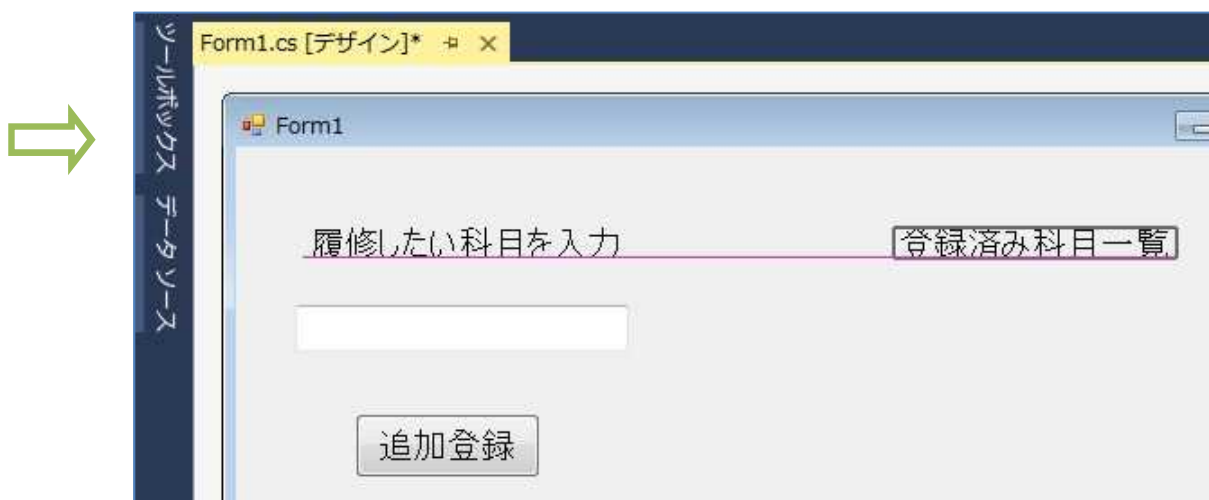 ツールボックス データソース
Form1.cs [デザイン]*
Form1
履修したい科目を入力 登録済み科目一覧
追加登録